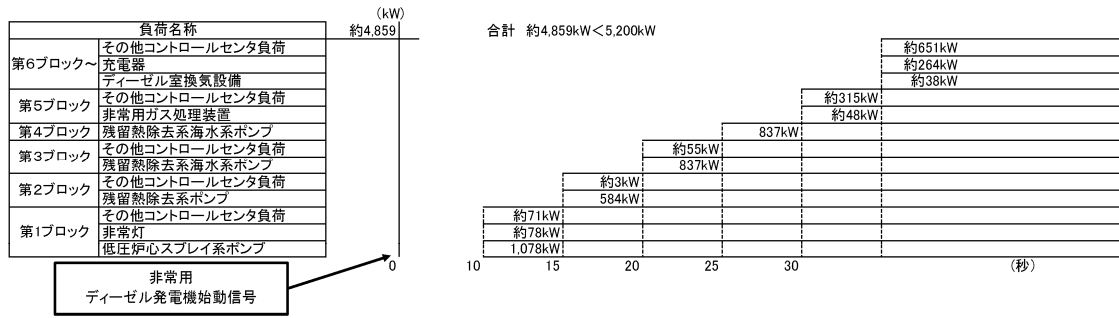 (kW)
負荷名称 約4,859 合計 約4,859kW<5,200kW
第6ブロック～ その他コントロールセンタ負荷 約651kW
充電器 約264kW
ディーゼル室換気設備 約38kW
第5ブロック その他コントロールセンタ負荷 約315kW
非常用ガス処理装置 約48kW
第4ブロック 残留熱除去系海水系ポンプ 837kW
第3ブロック その他コントロールセンタ負荷 約55kW
残留熱除去系海水系ポンプ 837kW
第2ブロック その他コントロールセンタ負荷 約3kW
残留熱除去系ポンプ 584kW
第1ブロック その他コントロールセンタ負荷 約71kW
非常灯 約78kW
低圧炉心スプレイ系ポンプ 1,078kW
0 10 15 20 25 30 (秒)
非常用
ディーゼル発電機始動信号